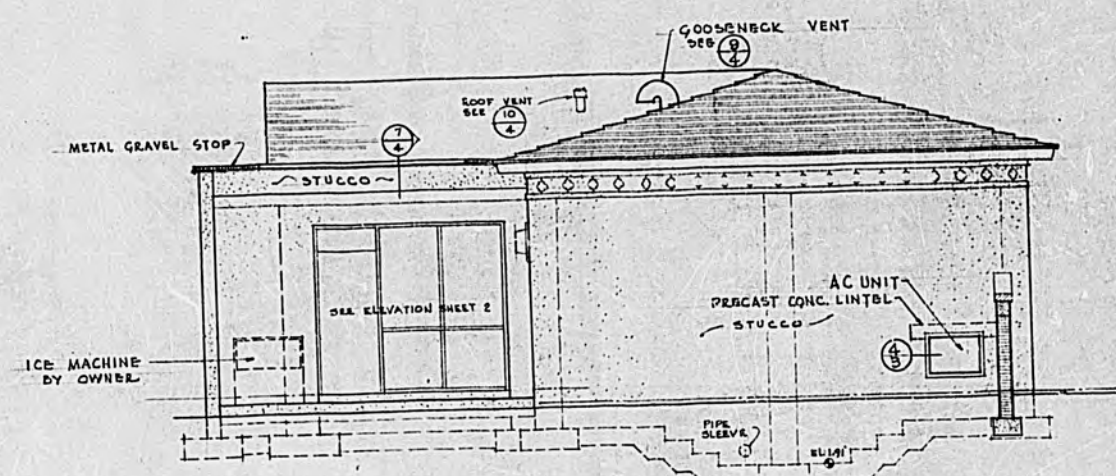 GOOSENECK VENT
SEE 8
4
ROOF VENT
SEE 10
4
7
4
METAL GRAVEL STOP
STUCCO
SEE ELEVATION SHEET 2
AC UNIT
PRECAST CONC. LINTEL
STUCCO
4
ICE MACHINE
BY OWNER
PIPE
SLEEVE